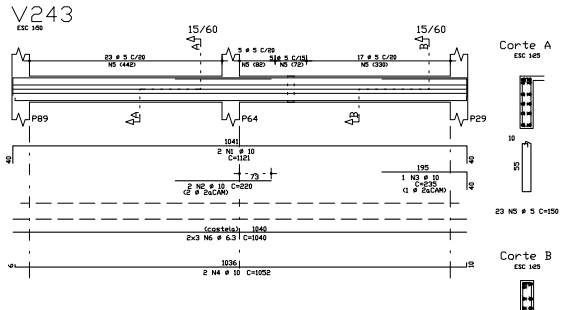 V243
ESC 1:50
15/60
15/60
A
B
5 ø 5 C/20
23 ø 5 C/20
5 ø 5 C/15
17 ø 5 C/20
N5 (442)
N5 (82)
N5 (72)
N5 (330)
A
B
P89
P64
P29
1041
2 N1 ø 10
C=1121
40
40
73
2 N2 ø 10 C=220
(2 ø 2aCAM)
195
1 N3 ø 10
C=235
(1 ø 2aCAM)
40
(costela)
1040
2x3 N6 ø 6.3 C=1040
6
1036
10
2 N4 ø 10 C=1052
Corte A
ESC 1:25
10
55
23 N5 ø 5 C=150
Corte B
ESC 1:25